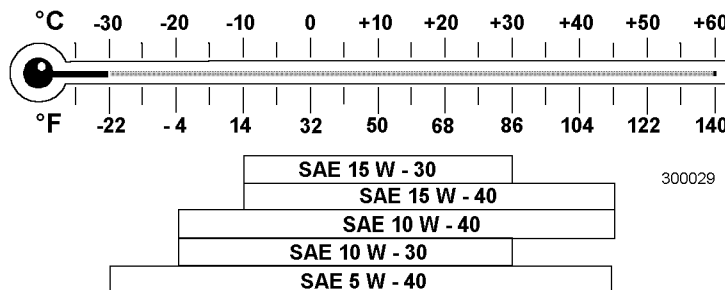 °C -30 -20 -10 0 +10 +20 +30 +40 +50 +60
°F -22 - 4 14 32 50 68 86 104 122 140
SAE 15 W - 30
300029
SAE 15 W - 40
SAE 10 W - 40
SAE 10 W - 30
SAE 5 W - 40